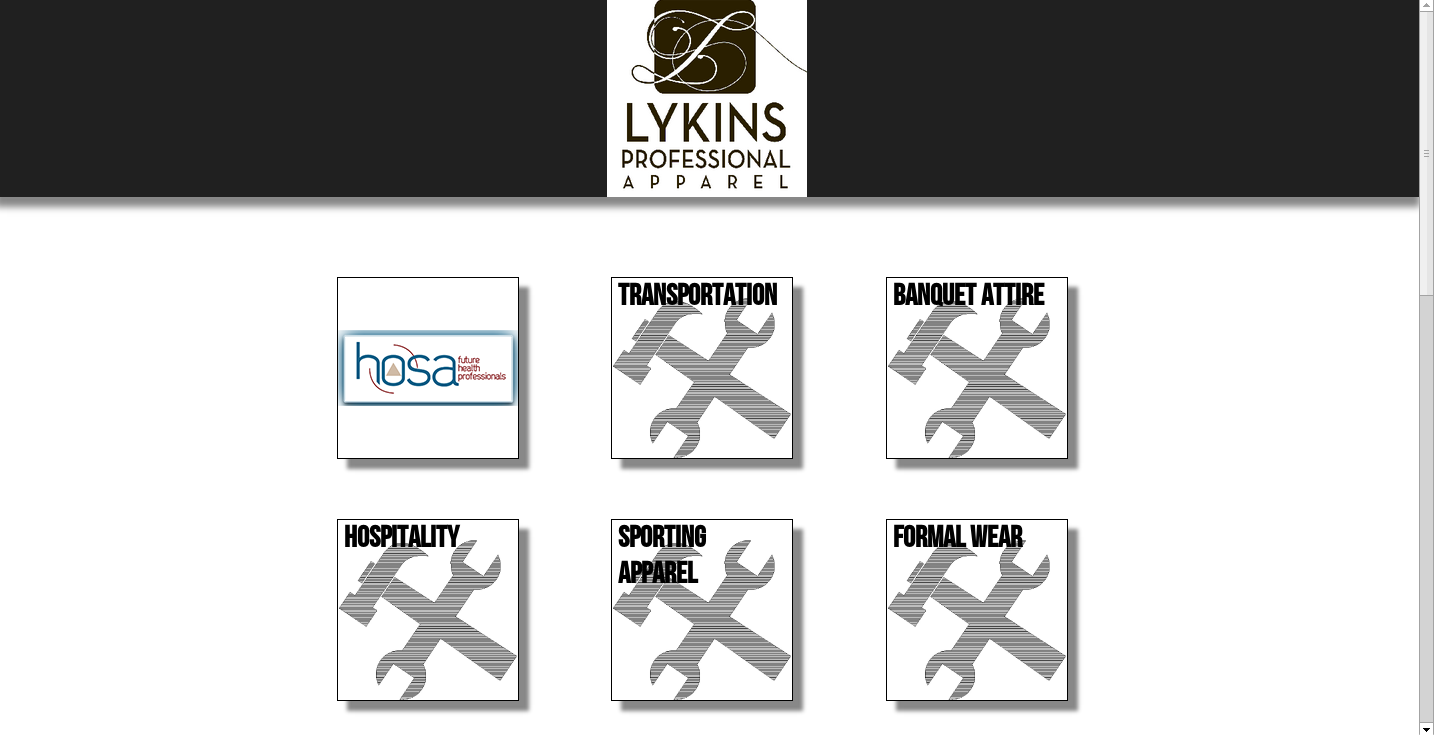 LYKINS
PROFESSIONAL
APPAREL
hosa
future
health
professionals
TRANSPORTATION
BANQUET ATTIRE
HOSPITALITY
SPORTING
APPAREL
FORMAL WEAR